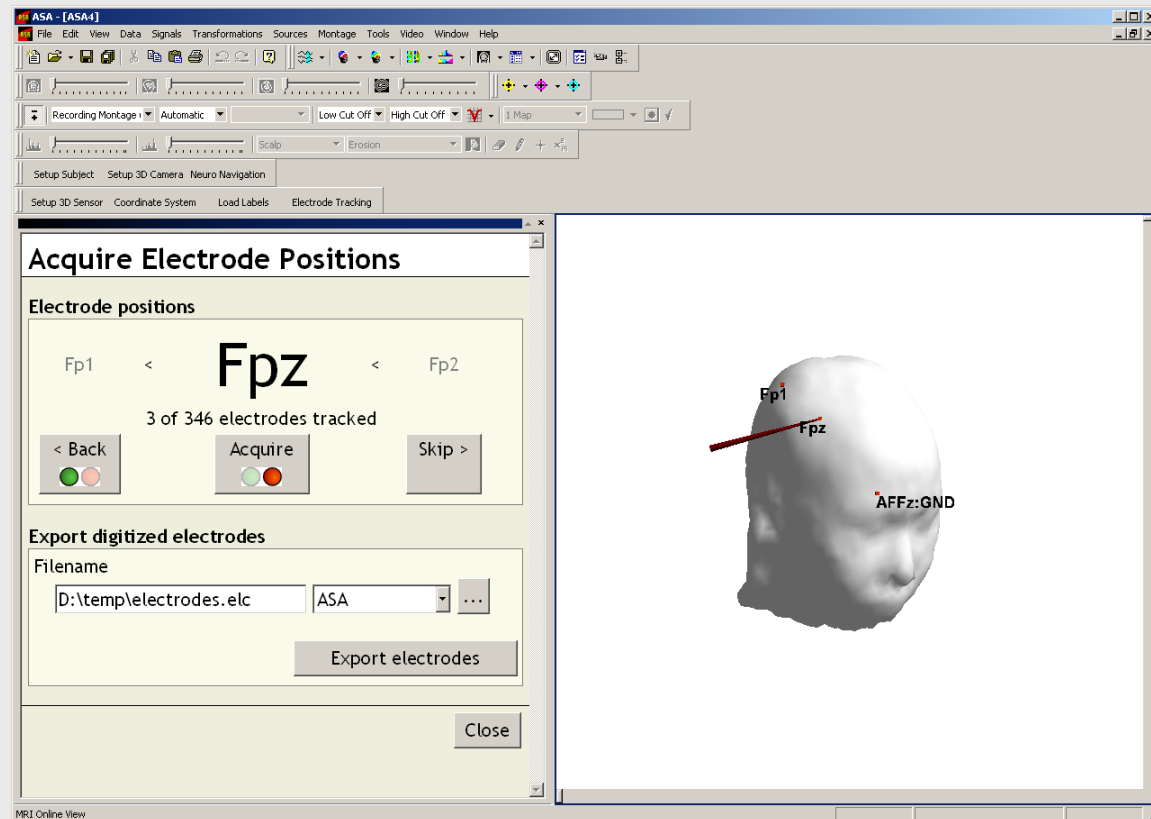 ASA - [ASA4]
File Edit View Data Signals Transformations Sources Montage Tools Video Window Help
Recording Montage Automatic Low Cut Off High Cut Off 1 Map
Scalp Erosion
Setup Subject Setup 3D Camera Neuro Navigation
Setup 3D Sensor Coordinate System Load Labels Electrode Tracking
Acquire Electrode Positions
Electrode positions
Fp1 < Fpz < Fp2
3 of 346 electrodes tracked
< Back Acquire Skip >
Export digitized electrodes
Filename
D:\temp\electrodes.elc ASA ...
Export electrodes
Close
Fp1
Fpz
AFFz:GND
MRI Online View